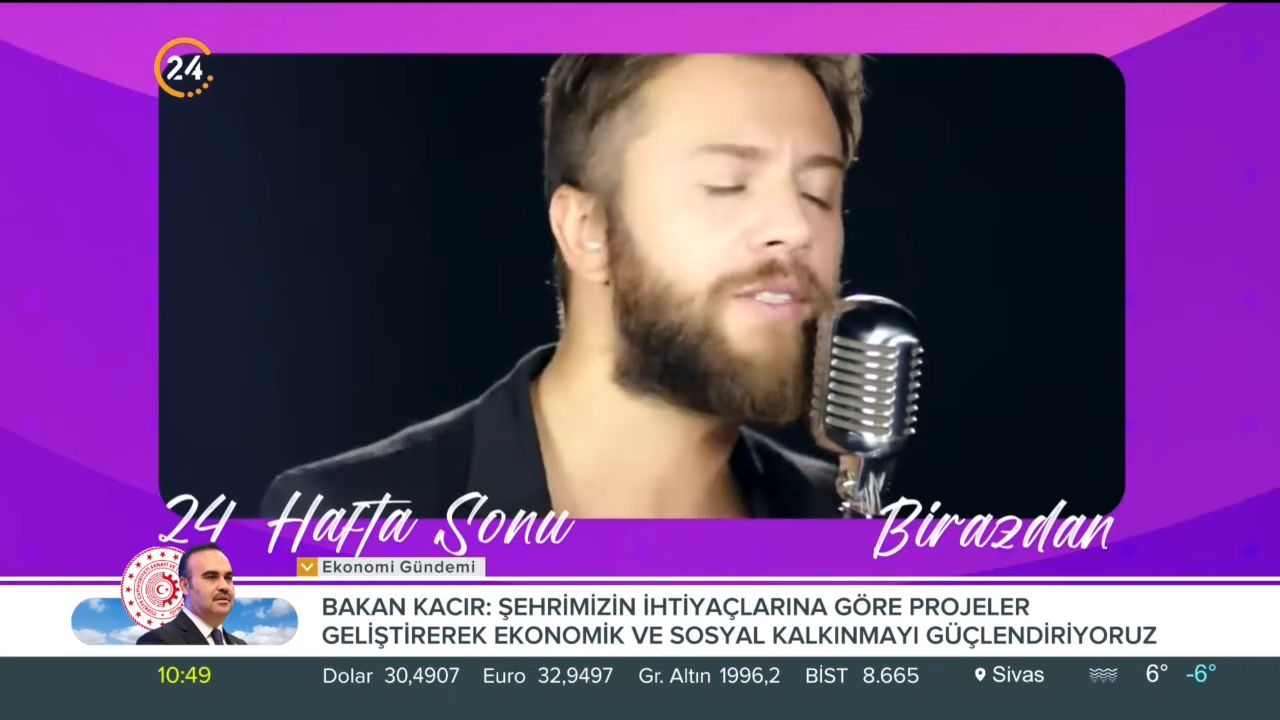 24
24 Hafta Sonu
Birazdan
Ekonomi Gündemi
BAKAN KACIR: ŞEHRİMİZİN İHTİYAÇLARINA GÖRE PROJELER
GELİŞTİREREK EKONOMİK VE SOSYAL KALKINMAYI GÜÇLENDİRİYORUZ
10:49 Dolar 30,4907 Euro 32,9497 Gr. Altın 1996,2 BİST 8.665 Sivas 6° -6°